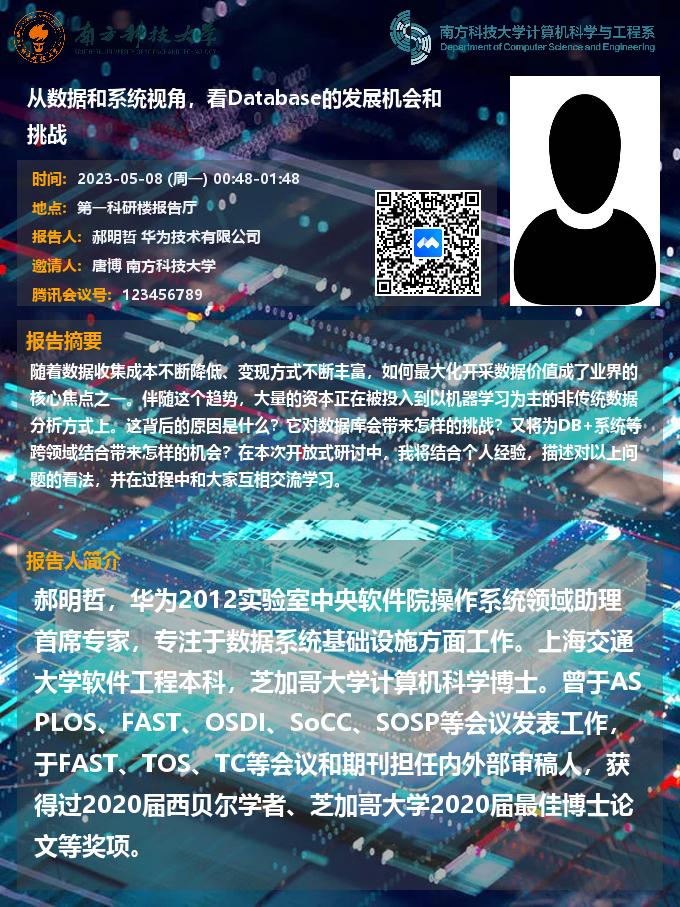 南方科技大学
SOUTHERN UNIVERSITY OF SCIENCE AND TECHNOLOGY
南方科技大学计算机科学与工程系
Department of Computer Science and Engineering
从数据和系统视角，看Database的发展机会和
挑战
时间：2023-05-08 (周一) 00:48-01:48
地点：第一科研楼报告厅
报告人：郝明哲 华为技术有限公司
邀请人：唐博 南方科技大学
腾讯会议号：123456789
报告摘要
随着数据收集成本不断降低、变现方式不断丰富，如何最大化开采数据价值成了业界的
核心焦点之一。伴随这个趋势，大量的资本正在被投入到以机器学习为主的非传统数据
分析方式上。这背后的原因是什么？它对数据库会带来怎样的挑战？又将为DB+系统等
跨领域结合带来怎样的机会？在本次开放式研讨中，我将结合个人经验，描述对以上问
题的看法，并在过程中和大家互相交流学习。
报告人简介
郝明哲，华为2012实验室中央软件院操作系统领域助理
首席专家，专注于数据系统基础设施方面工作。上海交通
大学软件工程本科，芝加哥大学计算机科学博士。曾于AS
PLOS、FAST、OSDI、SoCC、SOSP等会议发表工作，
于FAST、TOS、TC等会议和期刊担任内外部审稿人，获
得过2020届西贝尔学者、芝加哥大学2020届最佳博士论
文等奖项。